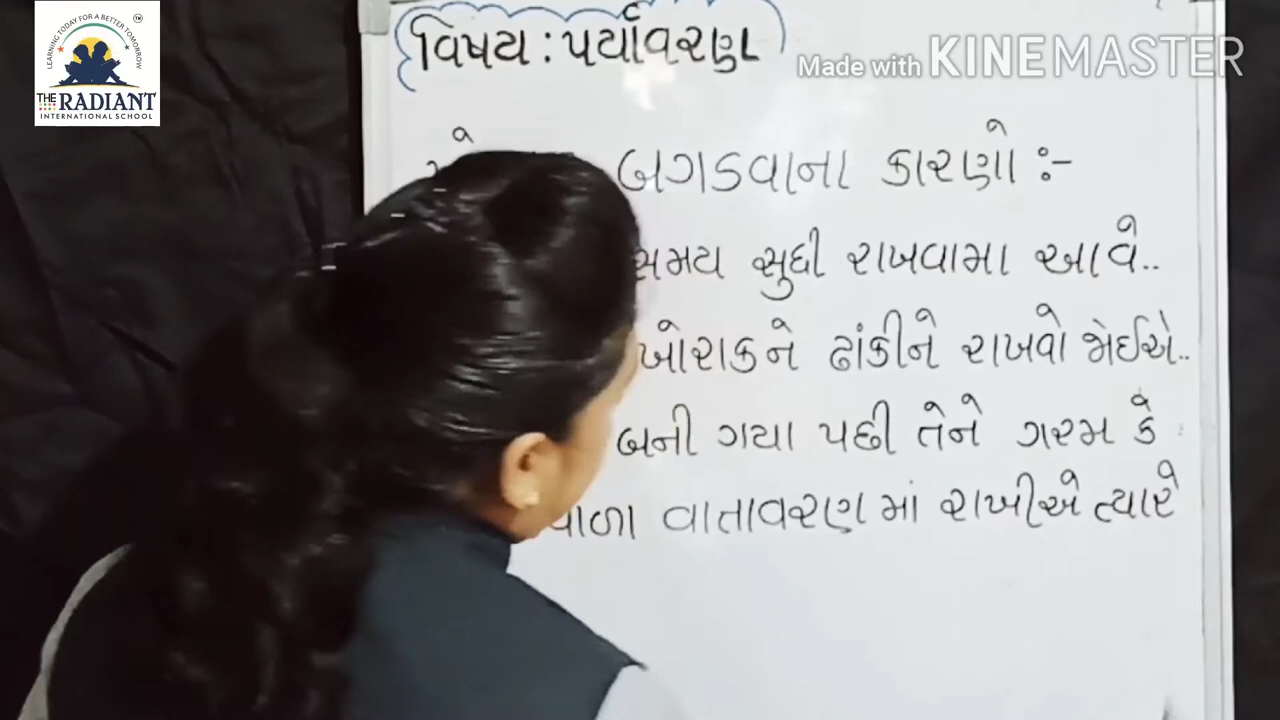 LEARNING TODAY FOR A BETTER TOMORROW
TM
THE RADIANT
INTERNATIONAL SCHOOL
Made with KINEMASTER
વિષય : પર્યાવરણ
બગડવાના કારણો :-
સમય સુધી રાખવામા આવે..
ખોરાકને ઢાંકીને રાખવો જોઈએ..
બની ગયા પછી તેને ગરમ કે
વાળા વાતાવરણ માં રાખીએ ત્યારે